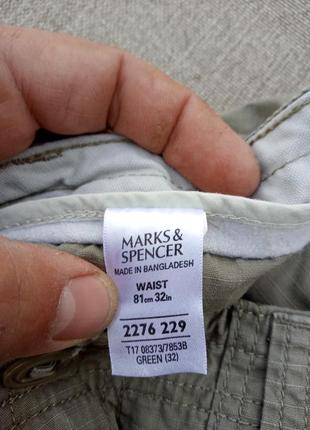 MARKS &
SPENCER
MADE IN BANGLADESH
WAIST
81cm 32in
2276 229
T17 08373/7853B
GREEN (32)